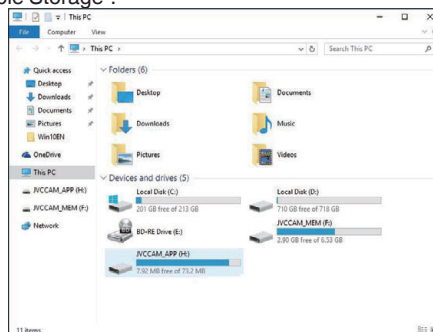 ple Storage".
This PC
File Computer View
This PC
Search This PC
Quick access
Desktop
Downloads
Documents
Pictures
Win10EN
OneDrive
This PC
JVCCAM_APP (H:)
JVCCAM_MEM (F:)
Network
Folders (6)
Desktop
Documents
Downloads
Music
Pictures
Videos
Devices and drives (5)
Local Disk (C:)
201 GB free of 213 GB
Local Disk (D:)
710 GB free of 718 GB
BD-RE Drive (E:)
JVCCAM_MEM (F:)
2.90 GB free of 6.53 GB
JVCCAM_APP (H:)
7.92 MB free of 73.2 MB
11 items